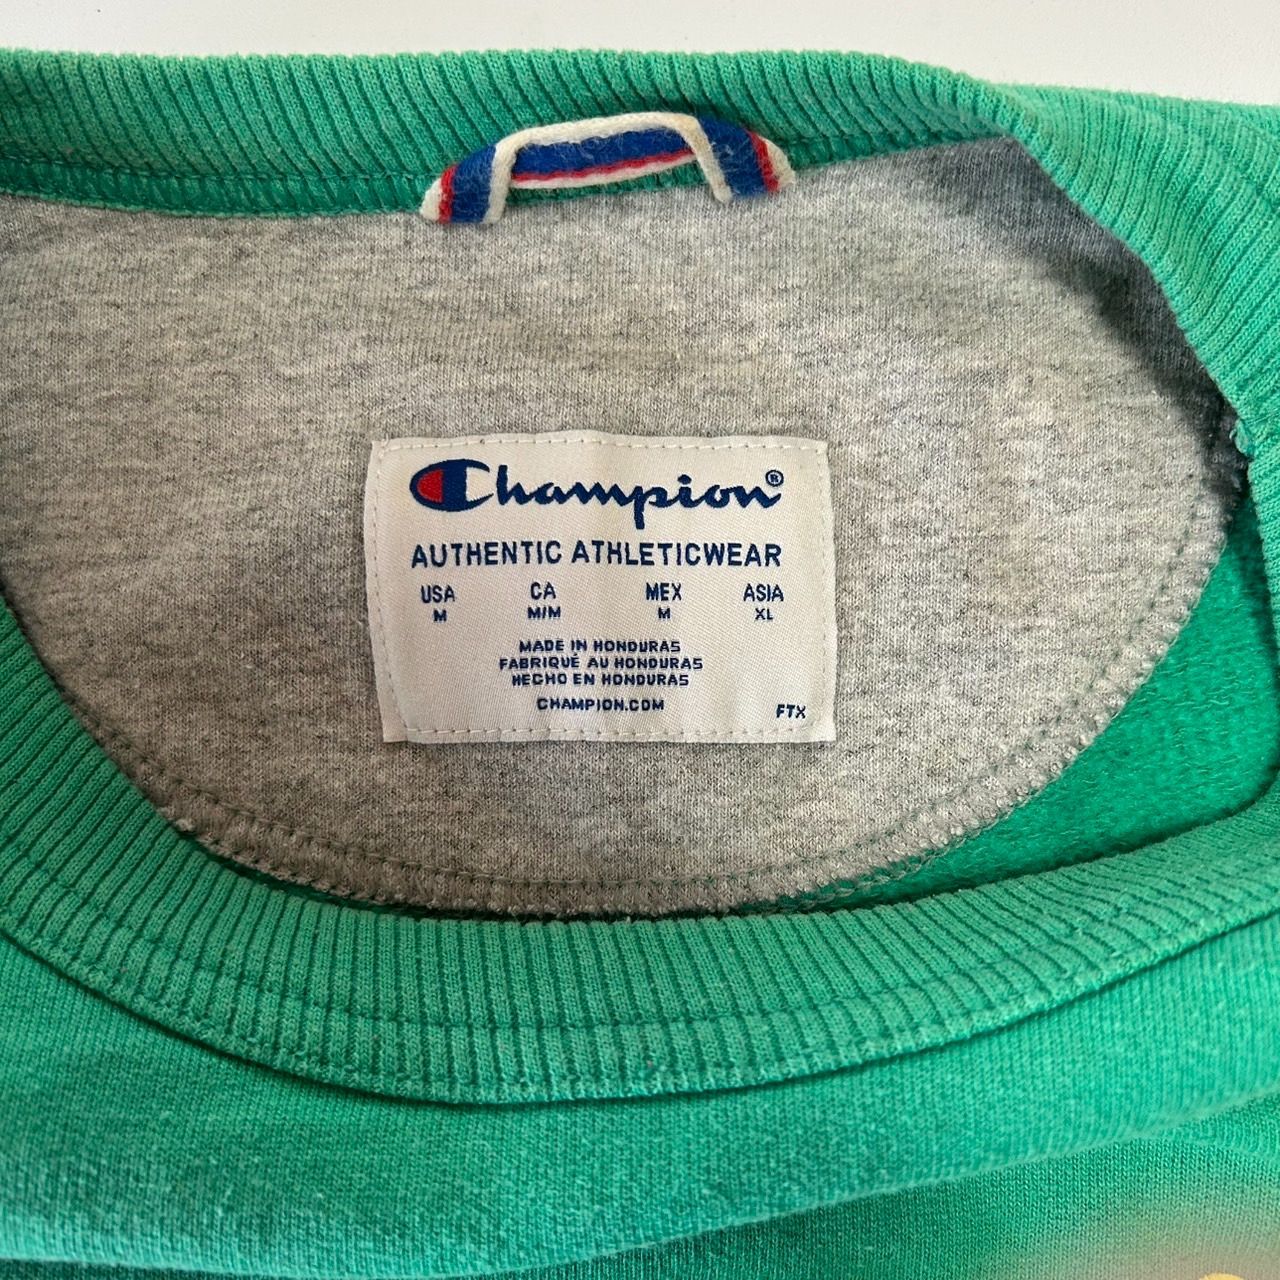 Champion®
AUTHENTIC ATHLETICWEAR
USA CA MEX ASIA
M M/M M XL
MADE IN HONDURAS
FABRIQUÉ AU HONDURAS
HECHO EN HONDURAS
CHAMPION.COM
FTX